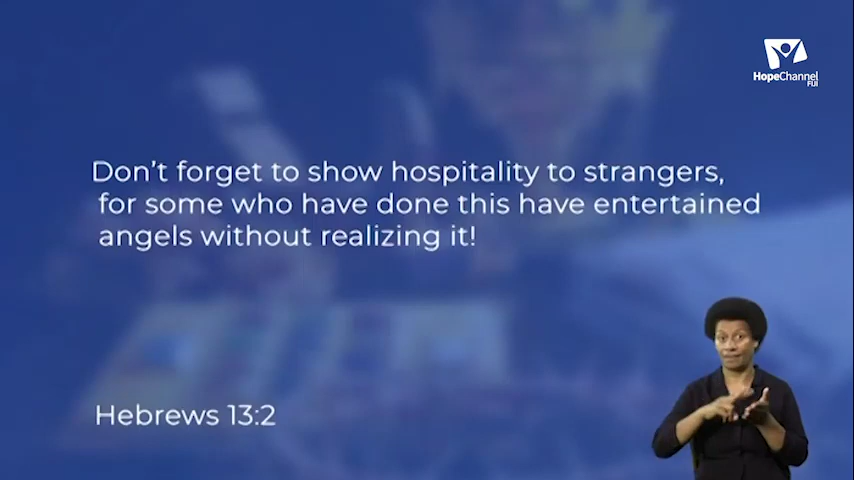 HopeChannel
FIJI
Don't forget to show hospitality to strangers,
for some who have done this have entertained
angels without realizing it!
Hebrews 13:2